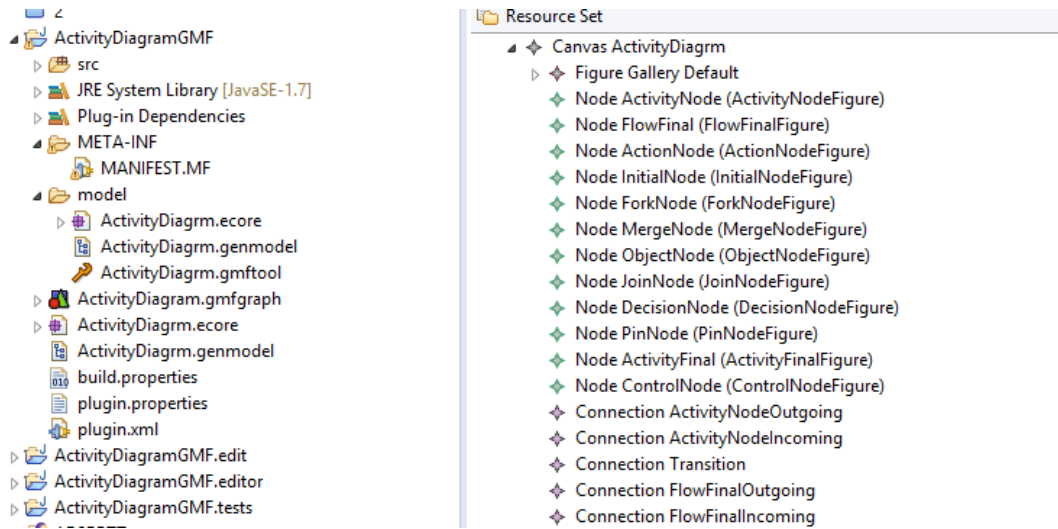 2
ActivityDiagramGMF
src
JRE System Library [JavaSE-1.7]
Plug-in Dependencies
META-INF
MANIFEST.MF
model
ActivityDiagrm.ecore
ActivityDiagrm.genmodel
ActivityDiagrm.gmftool
ActivityDiagram.gmfgraph
ActivityDiagrm.ecore
ActivityDiagrm.genmodel
build.properties
plugin.properties
plugin.xml
ActivityDiagramGMF.edit
ActivityDiagramGMF.editor
ActivityDiagramGMF.tests
Resource Set
Canvas ActivityDiagrm
Figure Gallery Default
Node ActivityNode (ActivityNodeFigure)
Node FlowFinal (FlowFinalFigure)
Node ActionNode (ActionNodeFigure)
Node InitialNode (InitialNodeFigure)
Node ForkNode (ForkNodeFigure)
Node MergeNode (MergeNodeFigure)
Node ObjectNode (ObjectNodeFigure)
Node JoinNode (JoinNodeFigure)
Node DecisionNode (DecisionNodeFigure)
Node PinNode (PinNodeFigure)
Node ActivityFinal (ActivityFinalFigure)
Node ControlNode (ControlNodeFigure)
Connection ActivityNodeOutgoing
Connection ActivityNodeIncoming
Connection Transition
Connection FlowFinalOutgoing
Connection FlowFinalIncoming